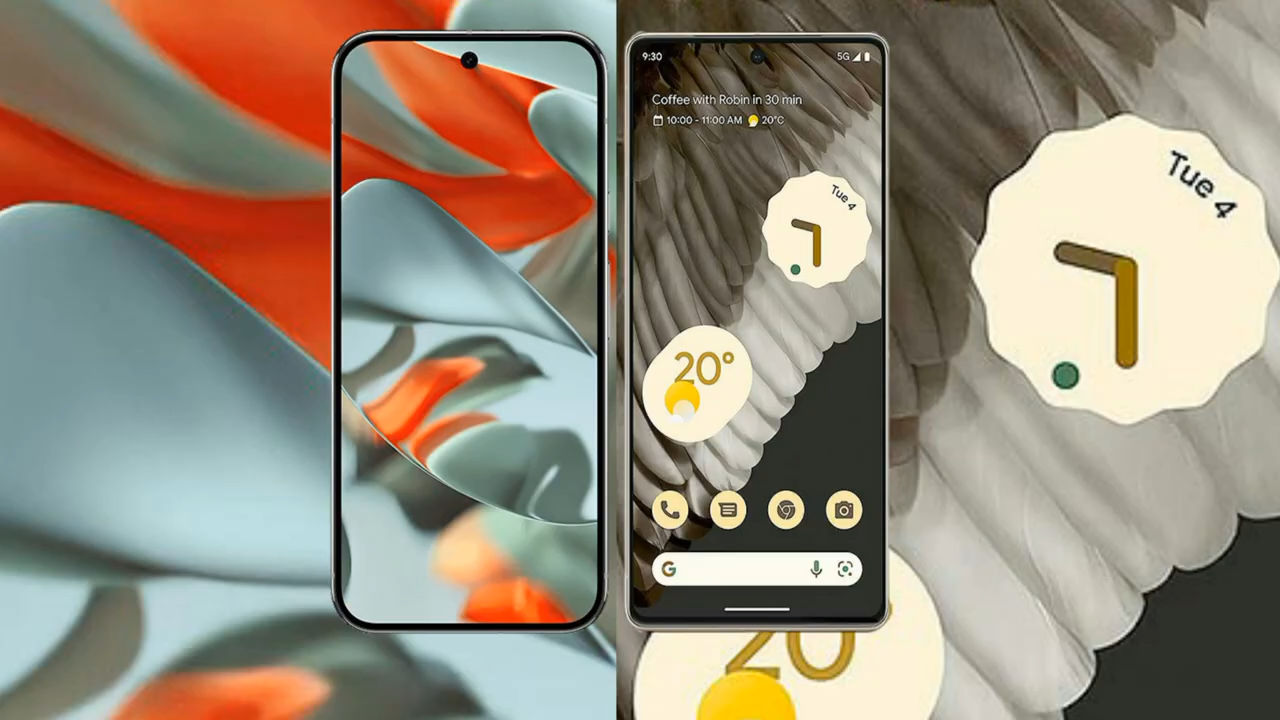 9:30
5G
Coffee with Robin in 30 min
10:00 - 11:00 AM 20°C
Tue 4
20°
G
Tue 4
20